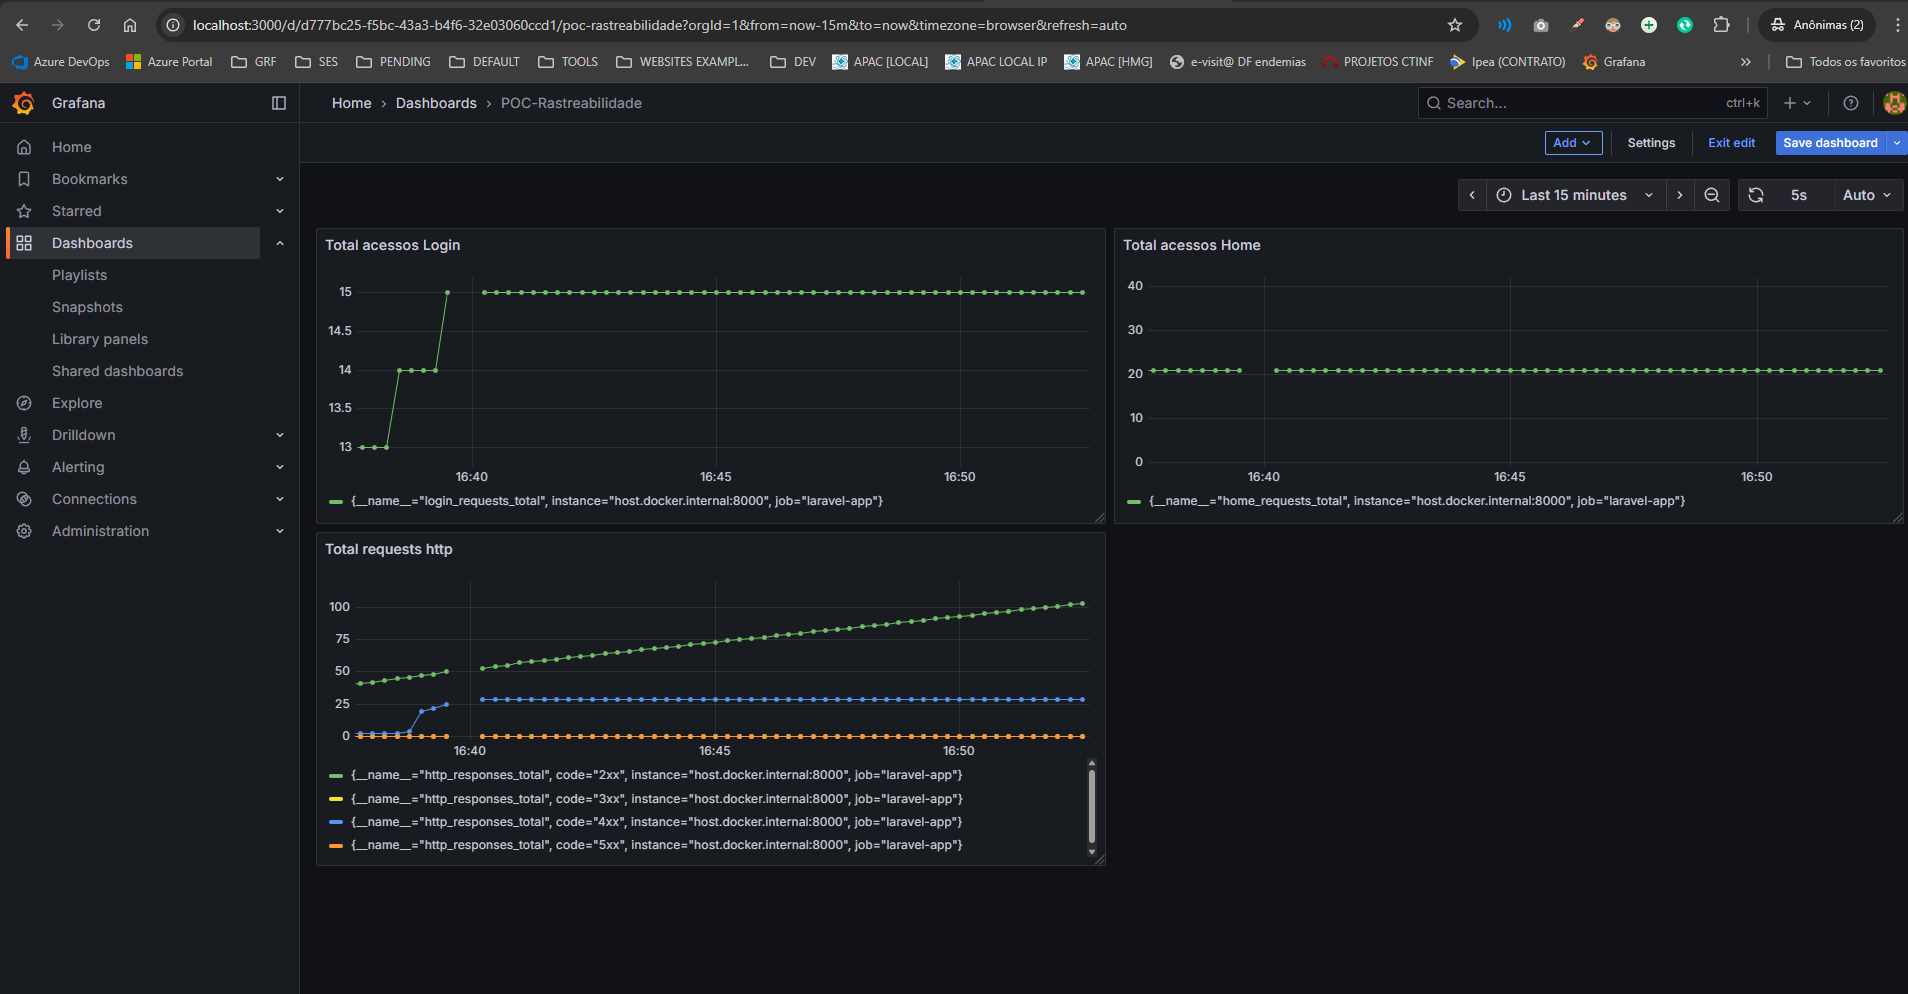 localhost:3000/d/d777bc25-f5bc-43a3-b4f6-32e03060ccd1/poc-rastreabilidade?orgId=1&from=now-15m&to=now&timezone=browser&refresh=auto
Anônimas (2)
Azure DevOps
Azure Portal
GRF
SES
PENDING
DEFAULT
TOOLS
WEBSITES EXAMPL...
DEV
APAC [LOCAL]
APAC LOCAL IP
APAC [HMG]
e-visit@ DF endemias
PROJETOS CTINF
Ipea (CONTRATO)
Grafana
»
Todos os favoritos
Grafana
Home › Dashboards › POC-Rastreabilidade
Search...
ctrl+k
Add
Settings
Exit edit
Save dashboard
Home
Bookmarks
Starred
Dashboards
Playlists
Snapshots
Library panels
Shared dashboards
Explore
Drilldown
Alerting
Connections
Administration
Last 15 minutes
5s
Auto
Total acessos Login
15
14.5
14
13.5
13
16:40
16:45
16:50
{__name__="login_requests_total", instance="host.docker.internal:8000", job="laravel-app"}
Total acessos Home
40
30
20
10
0
16:40
16:45
16:50
{__name__="home_requests_total", instance="host.docker.internal:8000", job="laravel-app"}
Total requests http
100
75
50
25
0
16:40
16:45
16:50
{__name__="http_responses_total", code="2xx", instance="host.docker.internal:8000", job="laravel-app"}
{__name__="http_responses_total", code="3xx", instance="host.docker.internal:8000", job="laravel-app"}
{__name__="http_responses_total", code="4xx", instance="host.docker.internal:8000", job="laravel-app"}
{__name__="http_responses_total", code="5xx", instance="host.docker.internal:8000", job="laravel-app"}